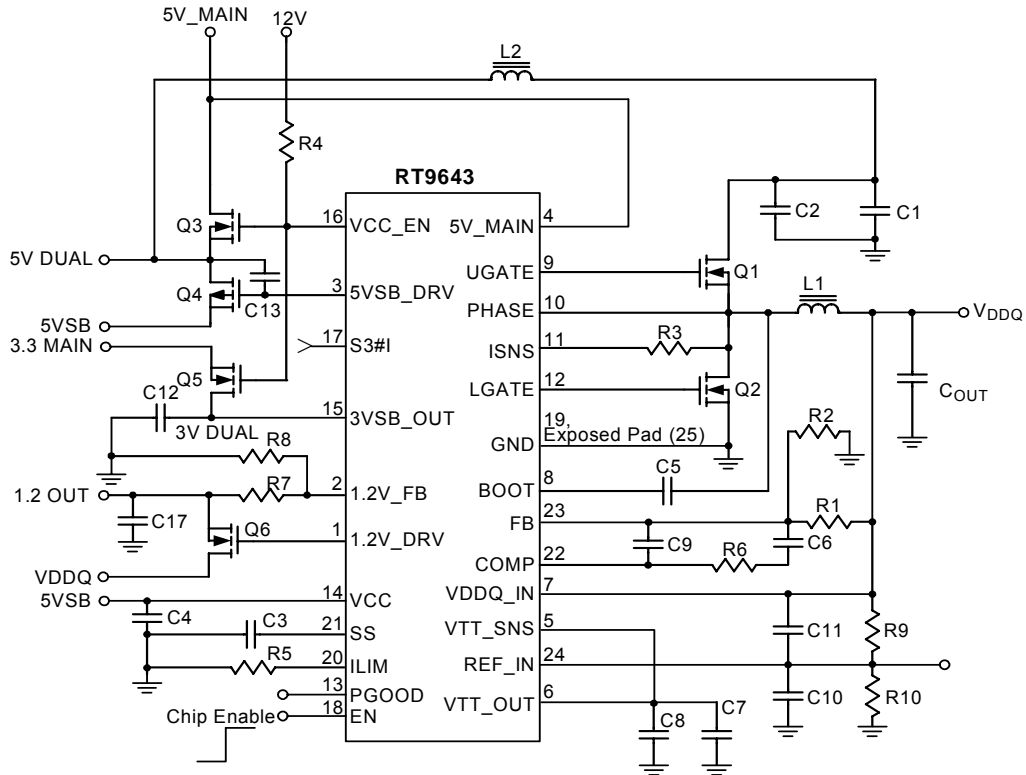 5V_MAIN
12V
L2
R4
RT9643
Q3
16
VCC_EN
5V_MAIN
4
C2
C1
5V DUAL
Q4
C13
3
5VSB_DRV
UGATE
9
Q1
5VSB
PHASE
10
L1
VDDQ
3.3 MAIN
17
S3#I
ISNS
11
R3
Q5
LGATE
12
Q2
COUT
C12
15
3VSB_OUT
3V DUAL
GND
19,
Exposed Pad (25)
R2
R8
BOOT
8
C5
1.2 OUT
R7
2
1.2V_FB
FB
23
R1
C17
Q6
1
1.2V_DRV
C9
R6
C6
COMP
22
VDDQ
VDDQ_IN
7
5VSB
14
VCC
C4
C3
21
SS
VTT_SNS
5
C11
R9
R5
20
ILIM
REF_IN
24
13
PGOOD
VTT_OUT
6
C10
R10
Chip Enable
18
EN
C8
C7